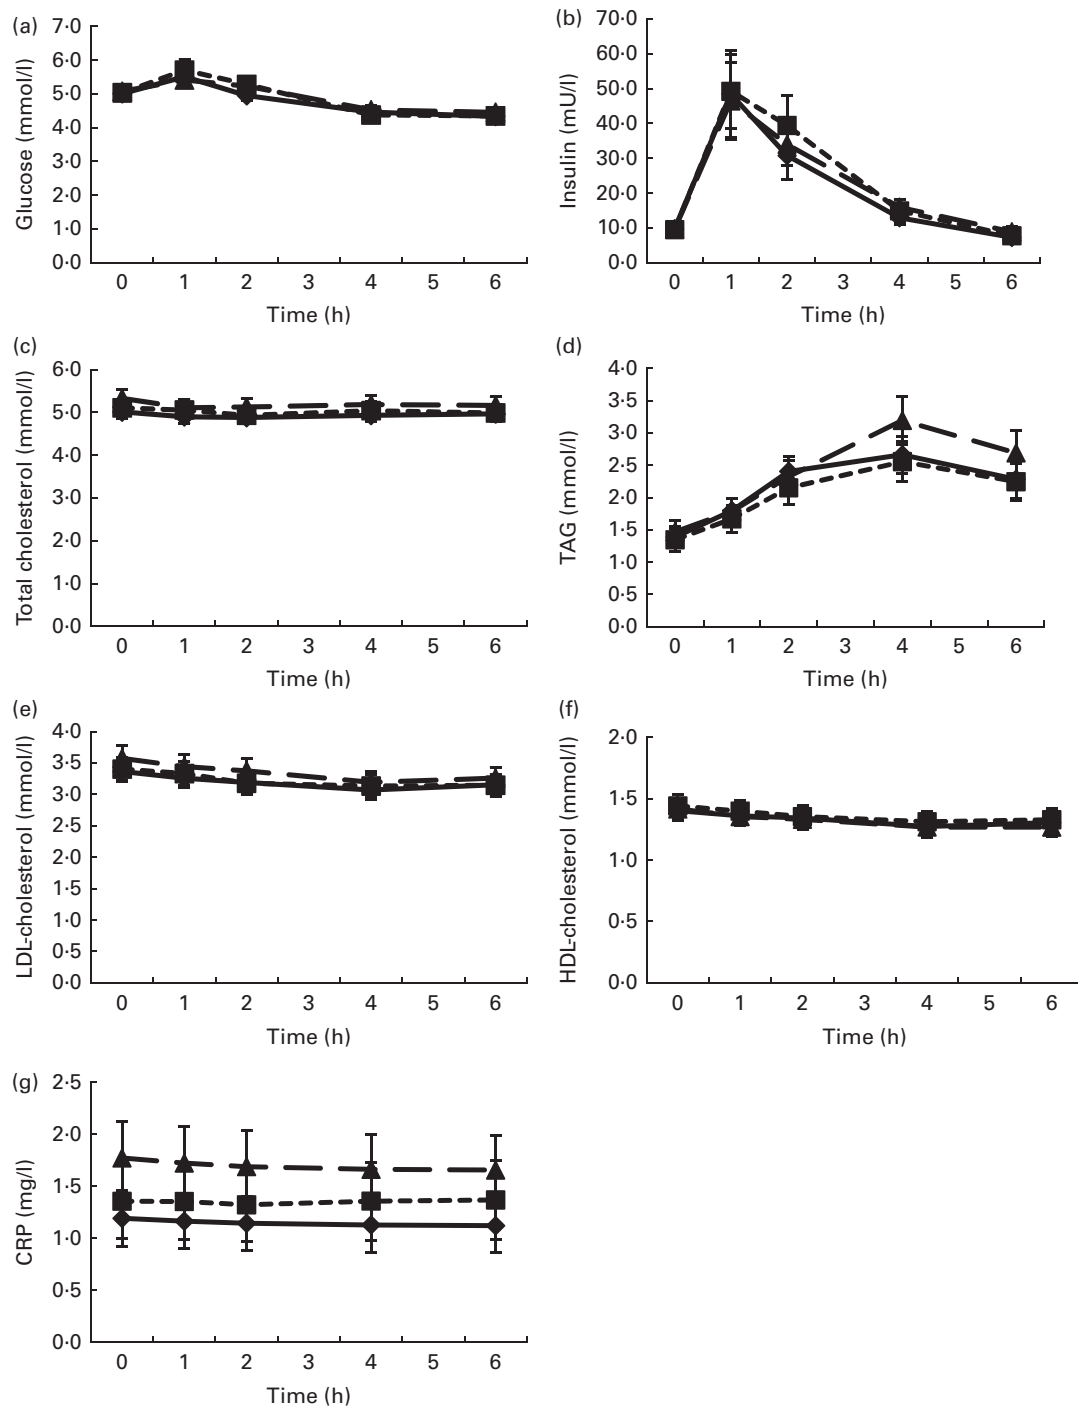 (a)
Glucose (mmol/l)
7·0
6·0
5·0
4·0
3·0
2·0
1·0
0·0
0 1 2 3 4 5 6
Time (h)
(b)
Insulin (mU/l)
70·0
60·0
50·0
40·0
30·0
20·0
10·0
0·0
0 1 2 3 4 5 6
Time (h)
(c)
Total cholesterol (mmol/l)
6·0
5·0
4·0
3·0
2·0
1·0
0·0
0 1 2 3 4 5 6
Time (h)
(d)
TAG (mmol/l)
4·0
3·5
3·0
2·5
2·0
1·5
1·0
0·5
0·0
0 1 2 3 4 5 6
Time (h)
(e)
LDL-cholesterol (mmol/l)
4·0
3·5
3·0
2·5
2·0
1·5
1·0
0·5
0·0
0 1 2 3 4 5 6
Time (h)
(f)
HDL-cholesterol (mmol/l)
2·0
1·5
1·0
0·5
0·0
0 1 2 3 4 5 6
Time (h)
(g)
CRP (mg/l)
2·5
2·0
1·5
1·0
0·5
0·0
0 1 2 3 4 5 6
Time (h)